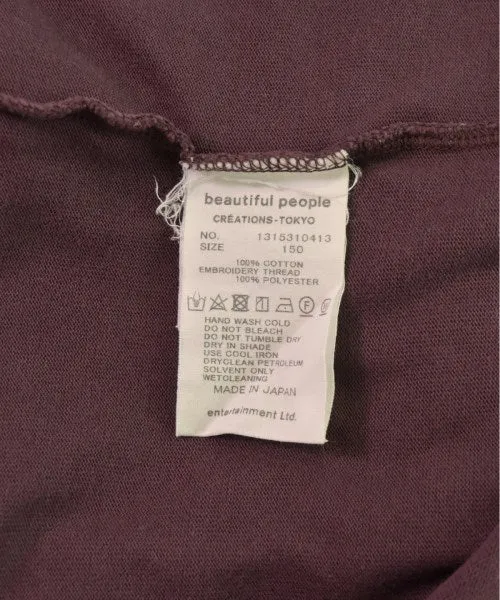 beautiful people
CRÉATIONS-TOKYO
NO. 1315310413
SIZE 150
100% COTTON
EMBROIDERY THREAD
100% POLYESTER
F
HAND WASH COLD
DO NOT BLEACH
DO NOT TUMBLE DRY
DRY IN SHADE
USE COOL IRON
DRYCLEAN PETROLEUM
SOLVENT ONLY
WETCLEANING
MADE IN JAPAN
entertainment Ltd.